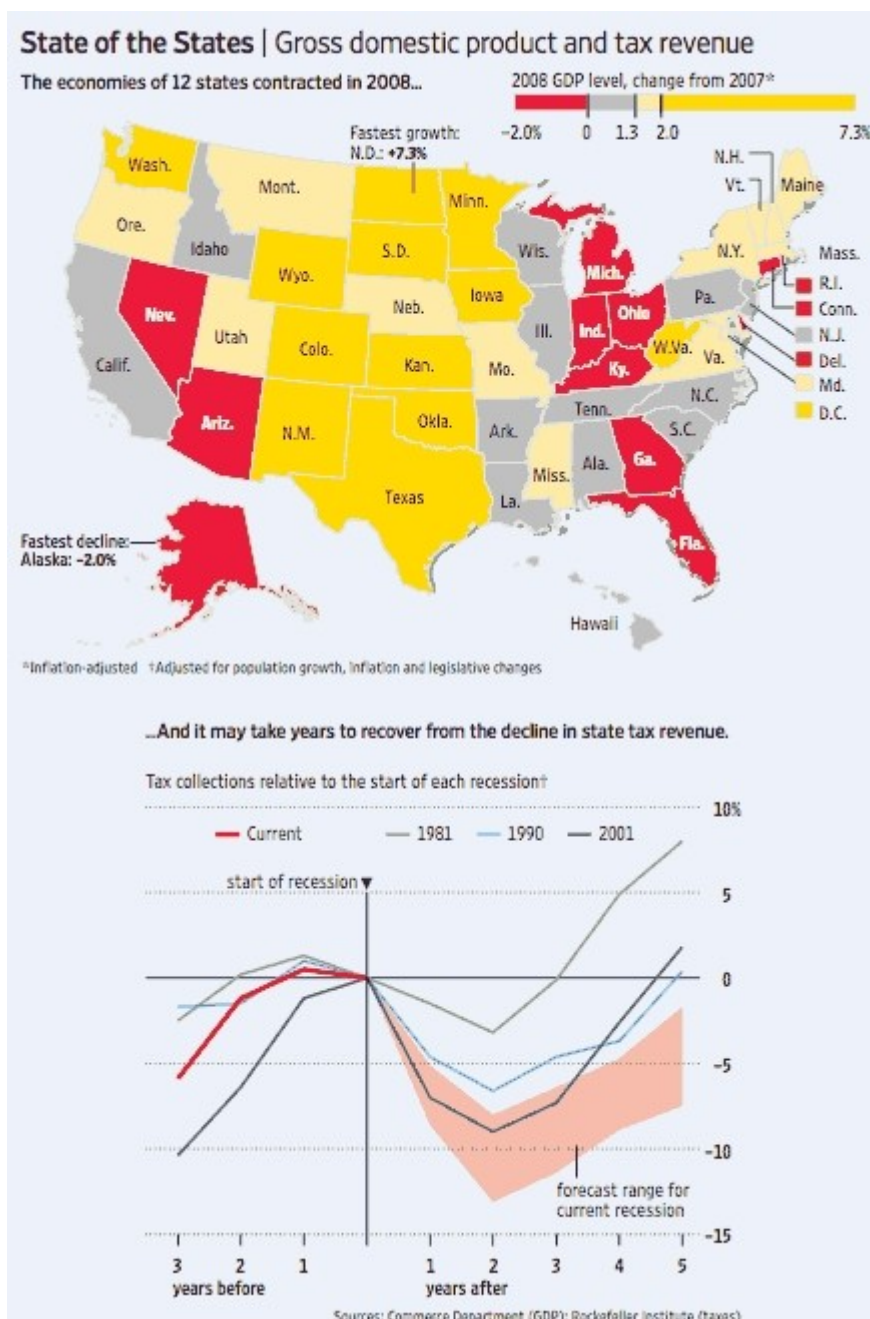 State of the States | Gross domestic product and tax revenue
The economies of 12 states contracted in 2008...
2008 GDP level, change from 2007*
−2.0% 0 1.3 2.0 7.3%
Fastest growth:
N.D.: +7.3%
Wash.
Mont.
Minn.
N.H.
Vt.
Maine
Ore.
Idaho
S.D.
Wis.
Mich.
N.Y.
Mass.
Wyo.
R.I.
Nev.
Neb.
Iowa
Pa.
Conn.
Utah
Colo.
Ill.
Ind.
Ohio
N.J.
Calif.
Kan.
Mo.
W.Va.
Va.
Del.
Ky.
Md.
Ariz.
N.M.
Okla.
Ark.
Tenn.
N.C.
D.C.
S.C.
Texas
La.
Miss.
Ala.
Ga.
Fla.
Fastest decline:
Alaska: −2.0%
Hawaii
*Inflation-adjusted †Adjusted for population growth, inflation and legislative changes
...And it may take years to recover from the decline in state tax revenue.
Tax collections relative to the start of each recession†
10%
Current 1981 1990 2001
start of recession
5
0
−5
−10
forecast range for
current recession
−15
3 2 1 1 2 3 4 5
years before years after
Sources: Commerce Department (GDP); Rockefeller Institute (taxes)